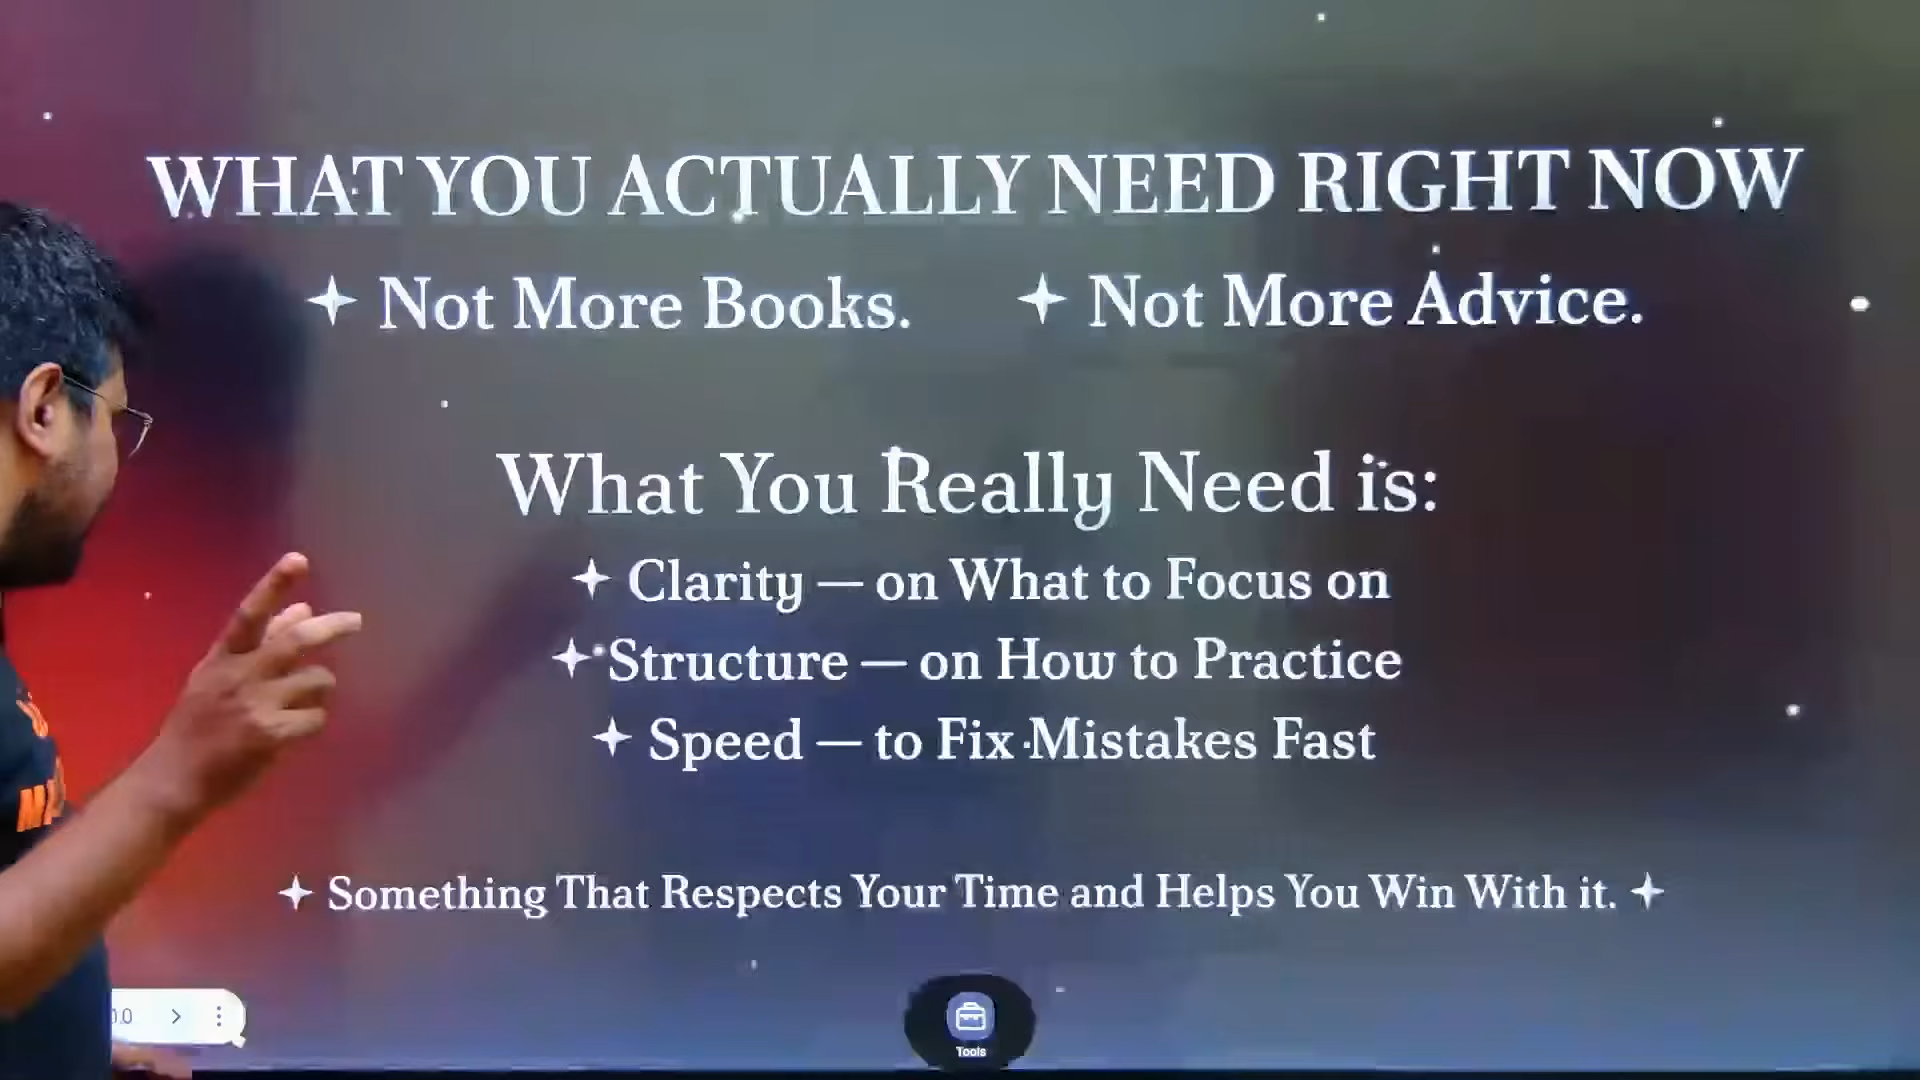 WHAT YOU ACTUALLY NEED RIGHT NOW
✦ Not More Books. ✦ Not More Advice.
What You Really Need is:
✦ Clarity — on What to Focus on
✦ Structure — on How to Practice
✦ Speed — to Fix Mistakes Fast
✦ Something That Respects Your Time and Helps You Win With it. ✦
Tools